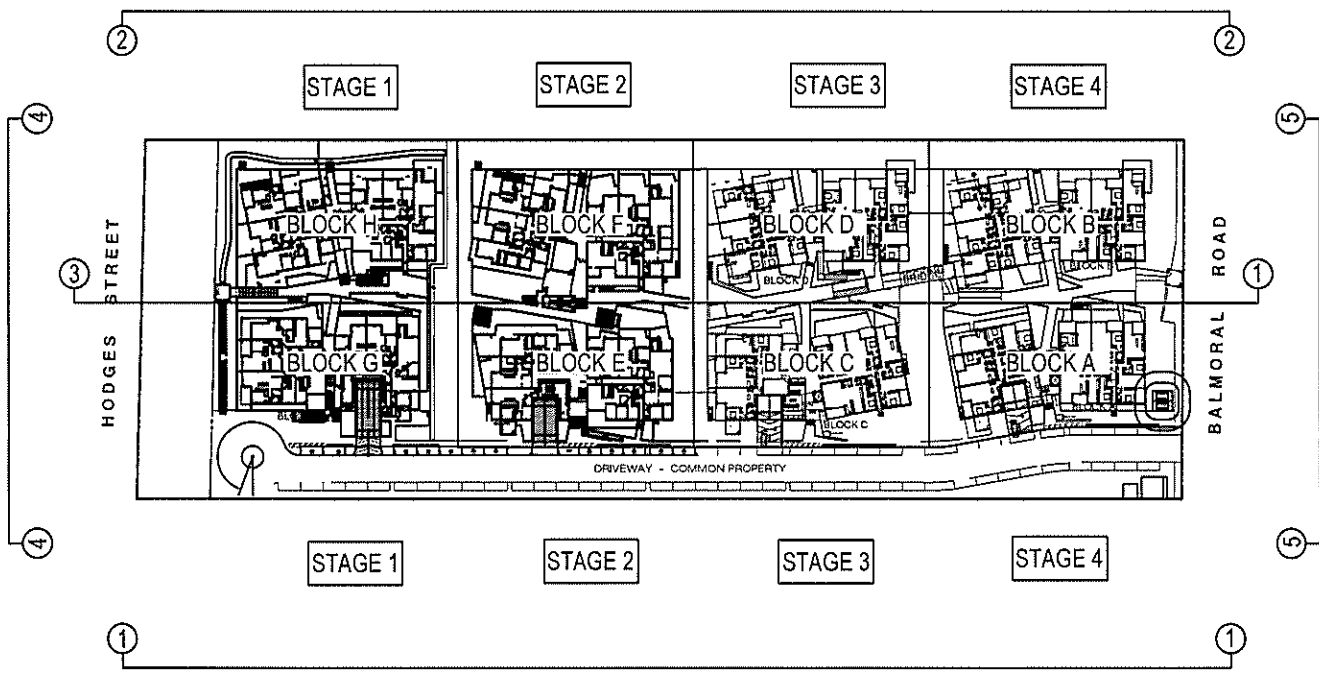 2
2
STAGE 1
STAGE 2
STAGE 3
STAGE 4
4
5
HODGES STREET
BLOCK H
BLOCK F
BLOCK D
BLOCK B
BALMORAL ROAD
3
1
BLOCK D
BLOCK G
BLOCK E
BLOCK C
BLOCK A
BLOCK C
DRIVEWAY - COMMON PROPERTY
4
5
STAGE 1
STAGE 2
STAGE 3
STAGE 4
1
1